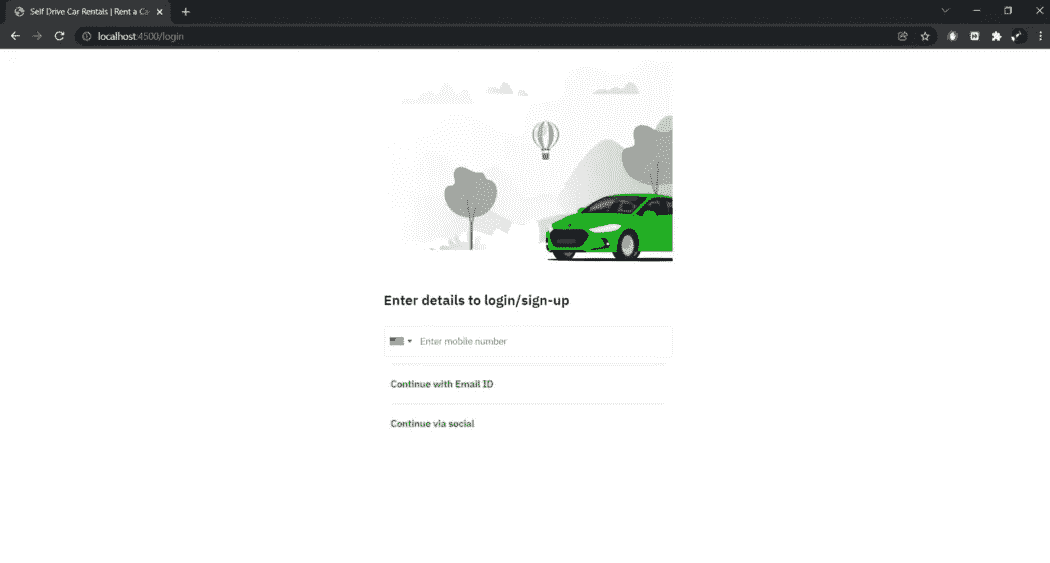 Self Drive Car Rentals | Rent a Ca
localhost:4500/login
Enter details to login/sign-up
Enter mobile number
Continue with Email ID
Continue via social